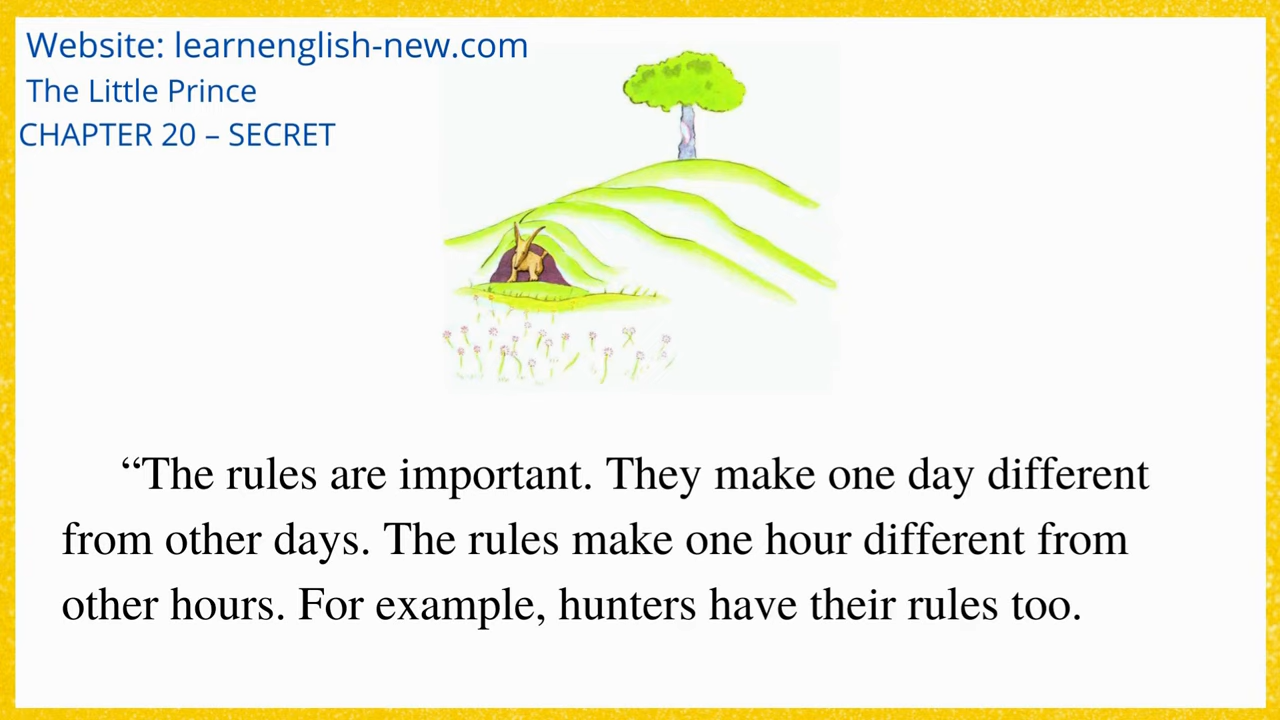 Website: learnenglish-new.com
The Little Prince
CHAPTER 20 – SECRET
“The rules are important. They make one day different
from other days. The rules make one hour different from
other hours. For example, hunters have their rules too.